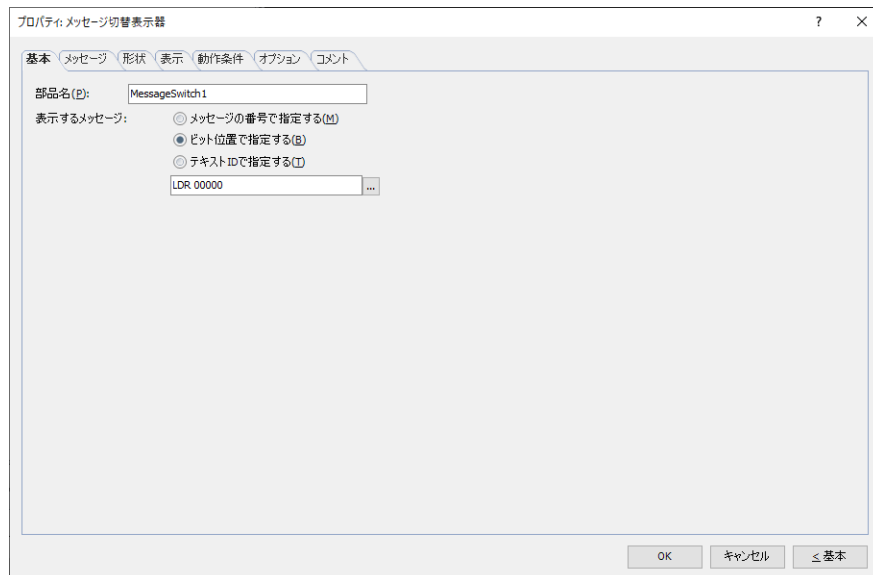 プロパティ: メッセージ切替表示器 ? ×
基本 メッセージ 形状 表示 動作条件 オプション コメント
部品名(P): MessageSwitch1
表示するメッセージ: メッセージの番号で指定する(M)
ビット位置で指定する(B)
テキストIDで指定する(T)
LDR 00000 ...
OK キャンセル < 基本